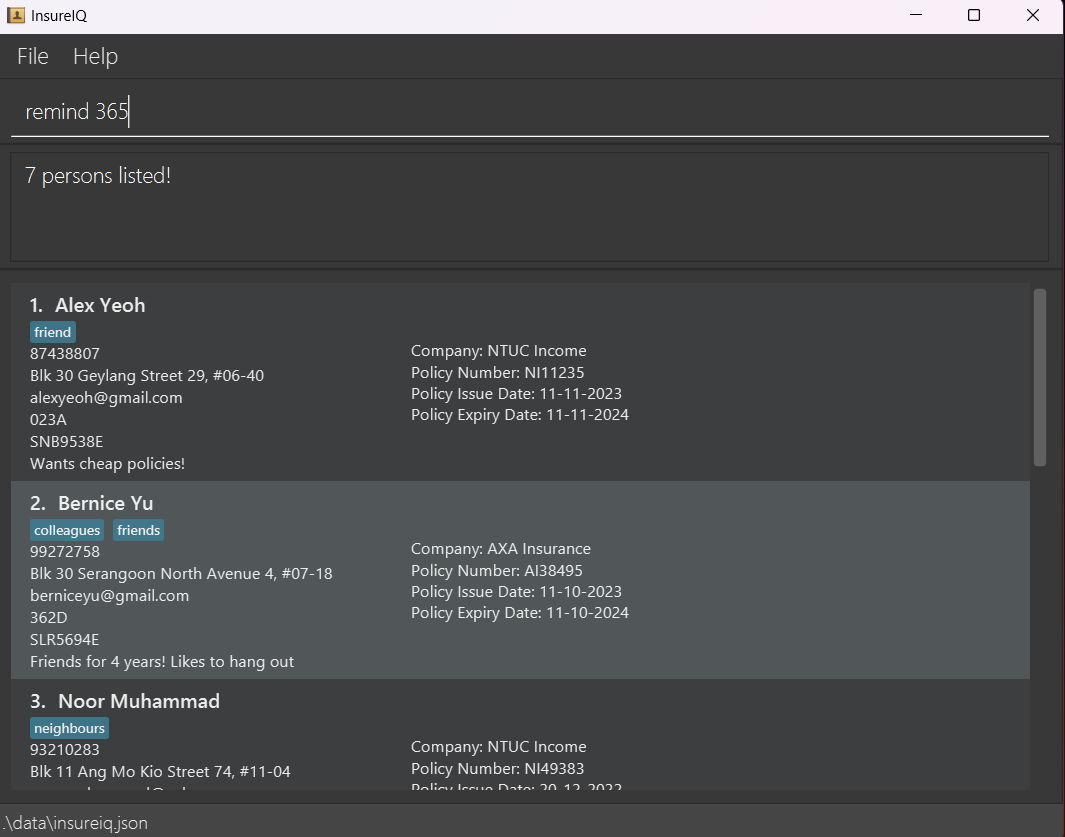 InsureIQ
File Help
remind 365
7 persons listed!
1. Alex Yeoh
friend
87438807
Blk 30 Geylang Street 29, #06-40
alexyeoh@gmail.com
023A
SNB9538E
Wants cheap policies!
Company: NTUC Income
Policy Number: NI11235
Policy Issue Date: 11-11-2023
Policy Expiry Date: 11-11-2024
2. Bernice Yu
colleagues friends
99272758
Blk 30 Serangoon North Avenue 4, #07-18
berniceyu@gmail.com
362D
SLR5694E
Friends for 4 years! Likes to hang out
Company: AXA Insurance
Policy Number: AI38495
Policy Issue Date: 11-10-2023
Policy Expiry Date: 11-10-2024
3. Noor Muhammad
neighbours
93210283
Blk 11 Ang Mo Kio Street 74, #11-04
Company: NTUC Income
Policy Number: NI49383
Policy Issue Date: 20-12-2022
.\data\insureiq.json